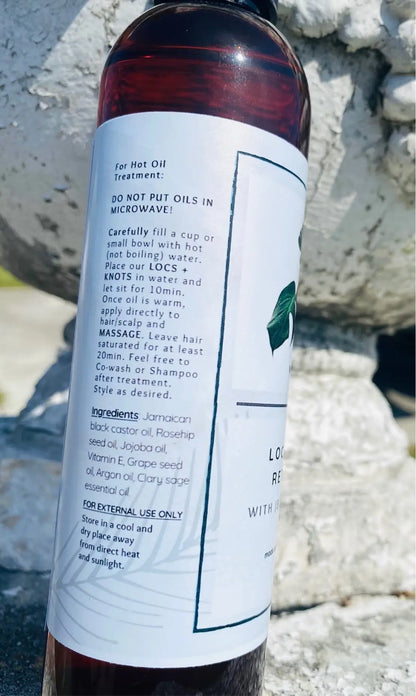 For Hot Oil
Treatment:
DO NOT PUT OILS IN
MICROWAVE!
Carefully fill a cup or
small bowl with hot
(not boiling) water.
Place our LOCS +
KNOTS in water and
let sit for 10min.
Once oil is warm,
apply directly to
hair/scalp and
MASSAGE. Leave hair
saturated for at least
20min. Feel free to
Co-wash or Shampoo
after treatment.
Style as desired.
Ingredients: Jamaican
black castor oil, Rosehip
seed oil, Jojoba oil,
Vitamin E, Grape seed
oil, Argon oil, Clary sage
essential oil
FOR EXTERNAL USE ONLY
Store in a cool and
dry place away
from direct heat
and sunlight.
LOC
RE
WITH